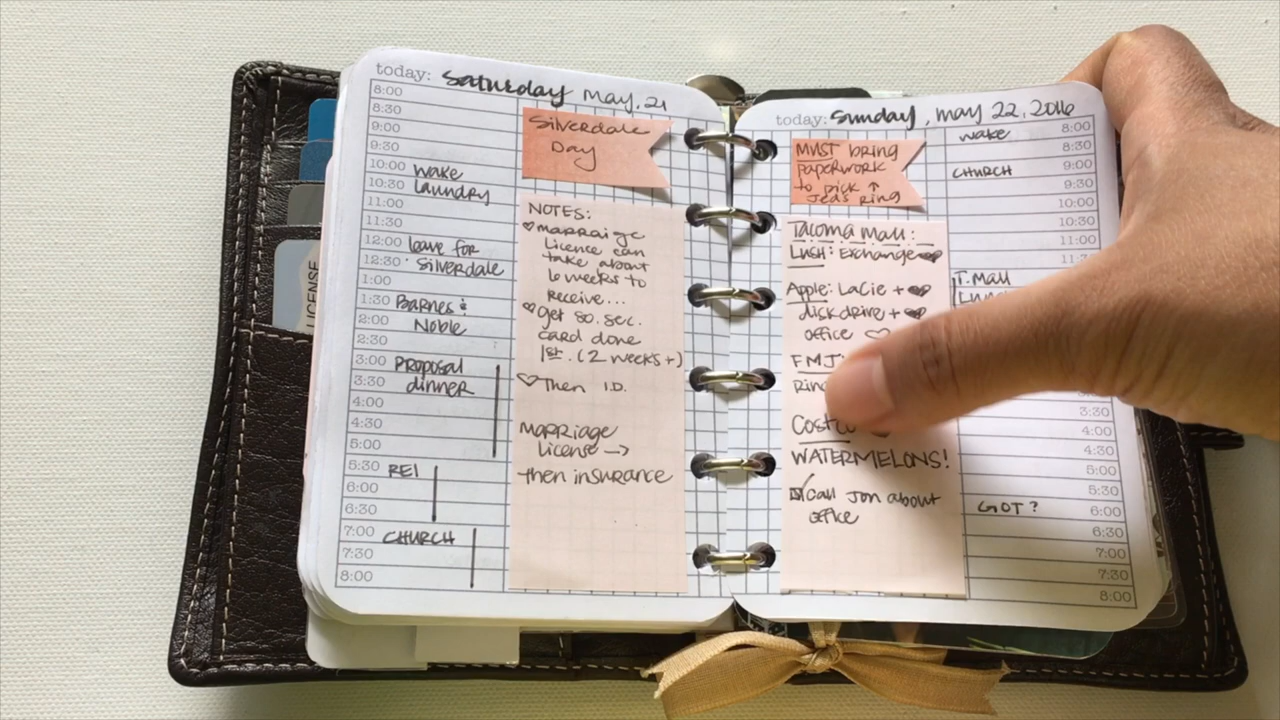 today: Saturday May, 21
8:00
8:30
9:00
9:30
10:00 wake
10:30 laundry
11:00
11:30
12:00 leave for
12:30 Silverdale
1:00
1:30 Barnes &
2:00 Noble
2:30
3:00 PROPOSAL
3:30 dinner
4:00
4:30
5:00
5:30 REI
6:00
6:30
7:00 CHURCH
7:30
8:00
Silverdale
Day
NOTES:
marraige
Licence can
take about
6 weeks to
receive...
get so. sec.
card done
1st. (2 weeks+)
Then I.D.
Marriage
License →
then insurance
today: Sunday, may 22, 2016
MUST bring
paperwork
to pick ↑
Jed's ring
Tacoma Mall:
Lush: Exchange
Apple: LaCie +
disk drive +
office ♡
FMJ:
Costco
WATERMELONS!
Call Jon about
office
wake 8:00
8:30
CHURCH 9:00
9:30
10:00
10:30
11:00
T. Mall
3:30
4:00
4:30
5:00
5:30
GOT? 6:00
6:30
7:00
7:30
8:00
LICENSE